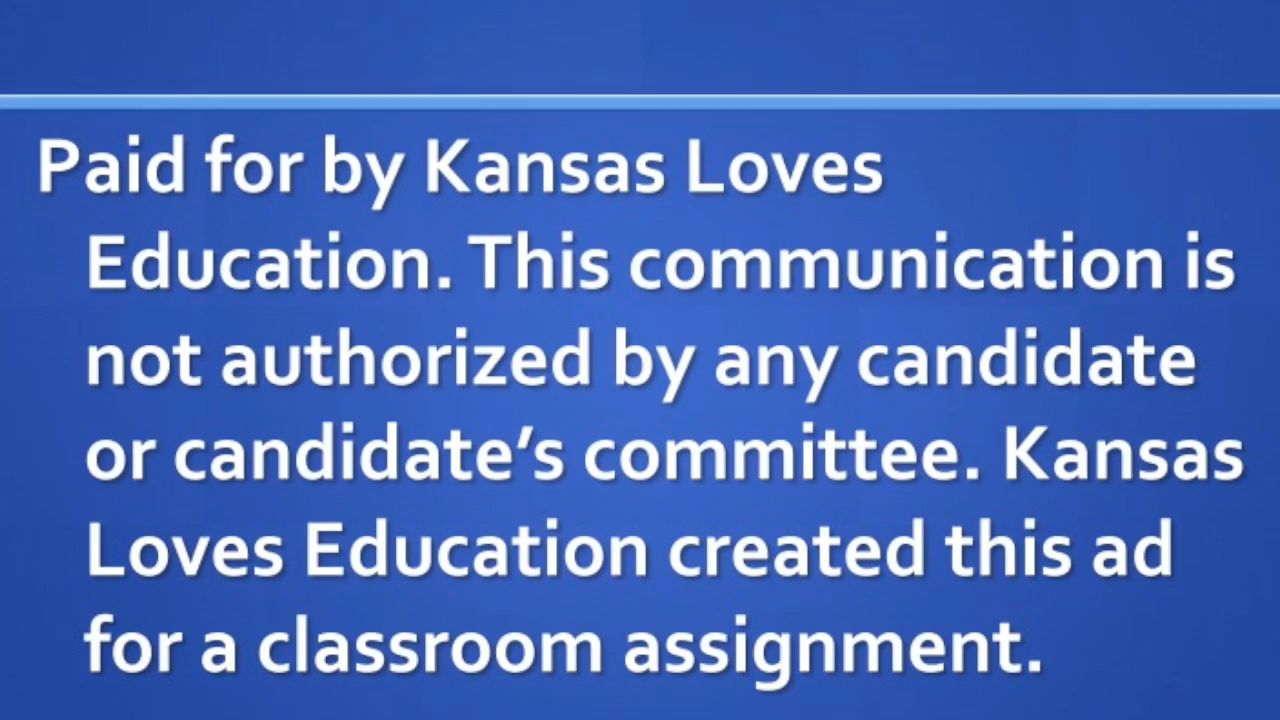 Paid for by Kansas Loves
Education. This communication is
not authorized by any candidate
or candidate’s committee. Kansas
Loves Education created this ad
for a classroom assignment.